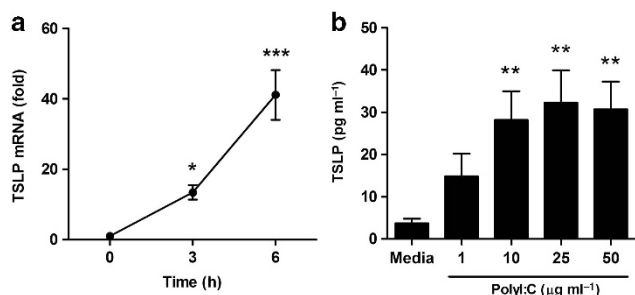 a
TSLP mRNA (fold)
60
40
20
0
*
***
0 3 6
Time (h)
b
TSLP (pg ml⁻¹)
50
40
30
20
10
0
** ** **
Media 1 10 25 50
PolyI:C (μg ml⁻¹)